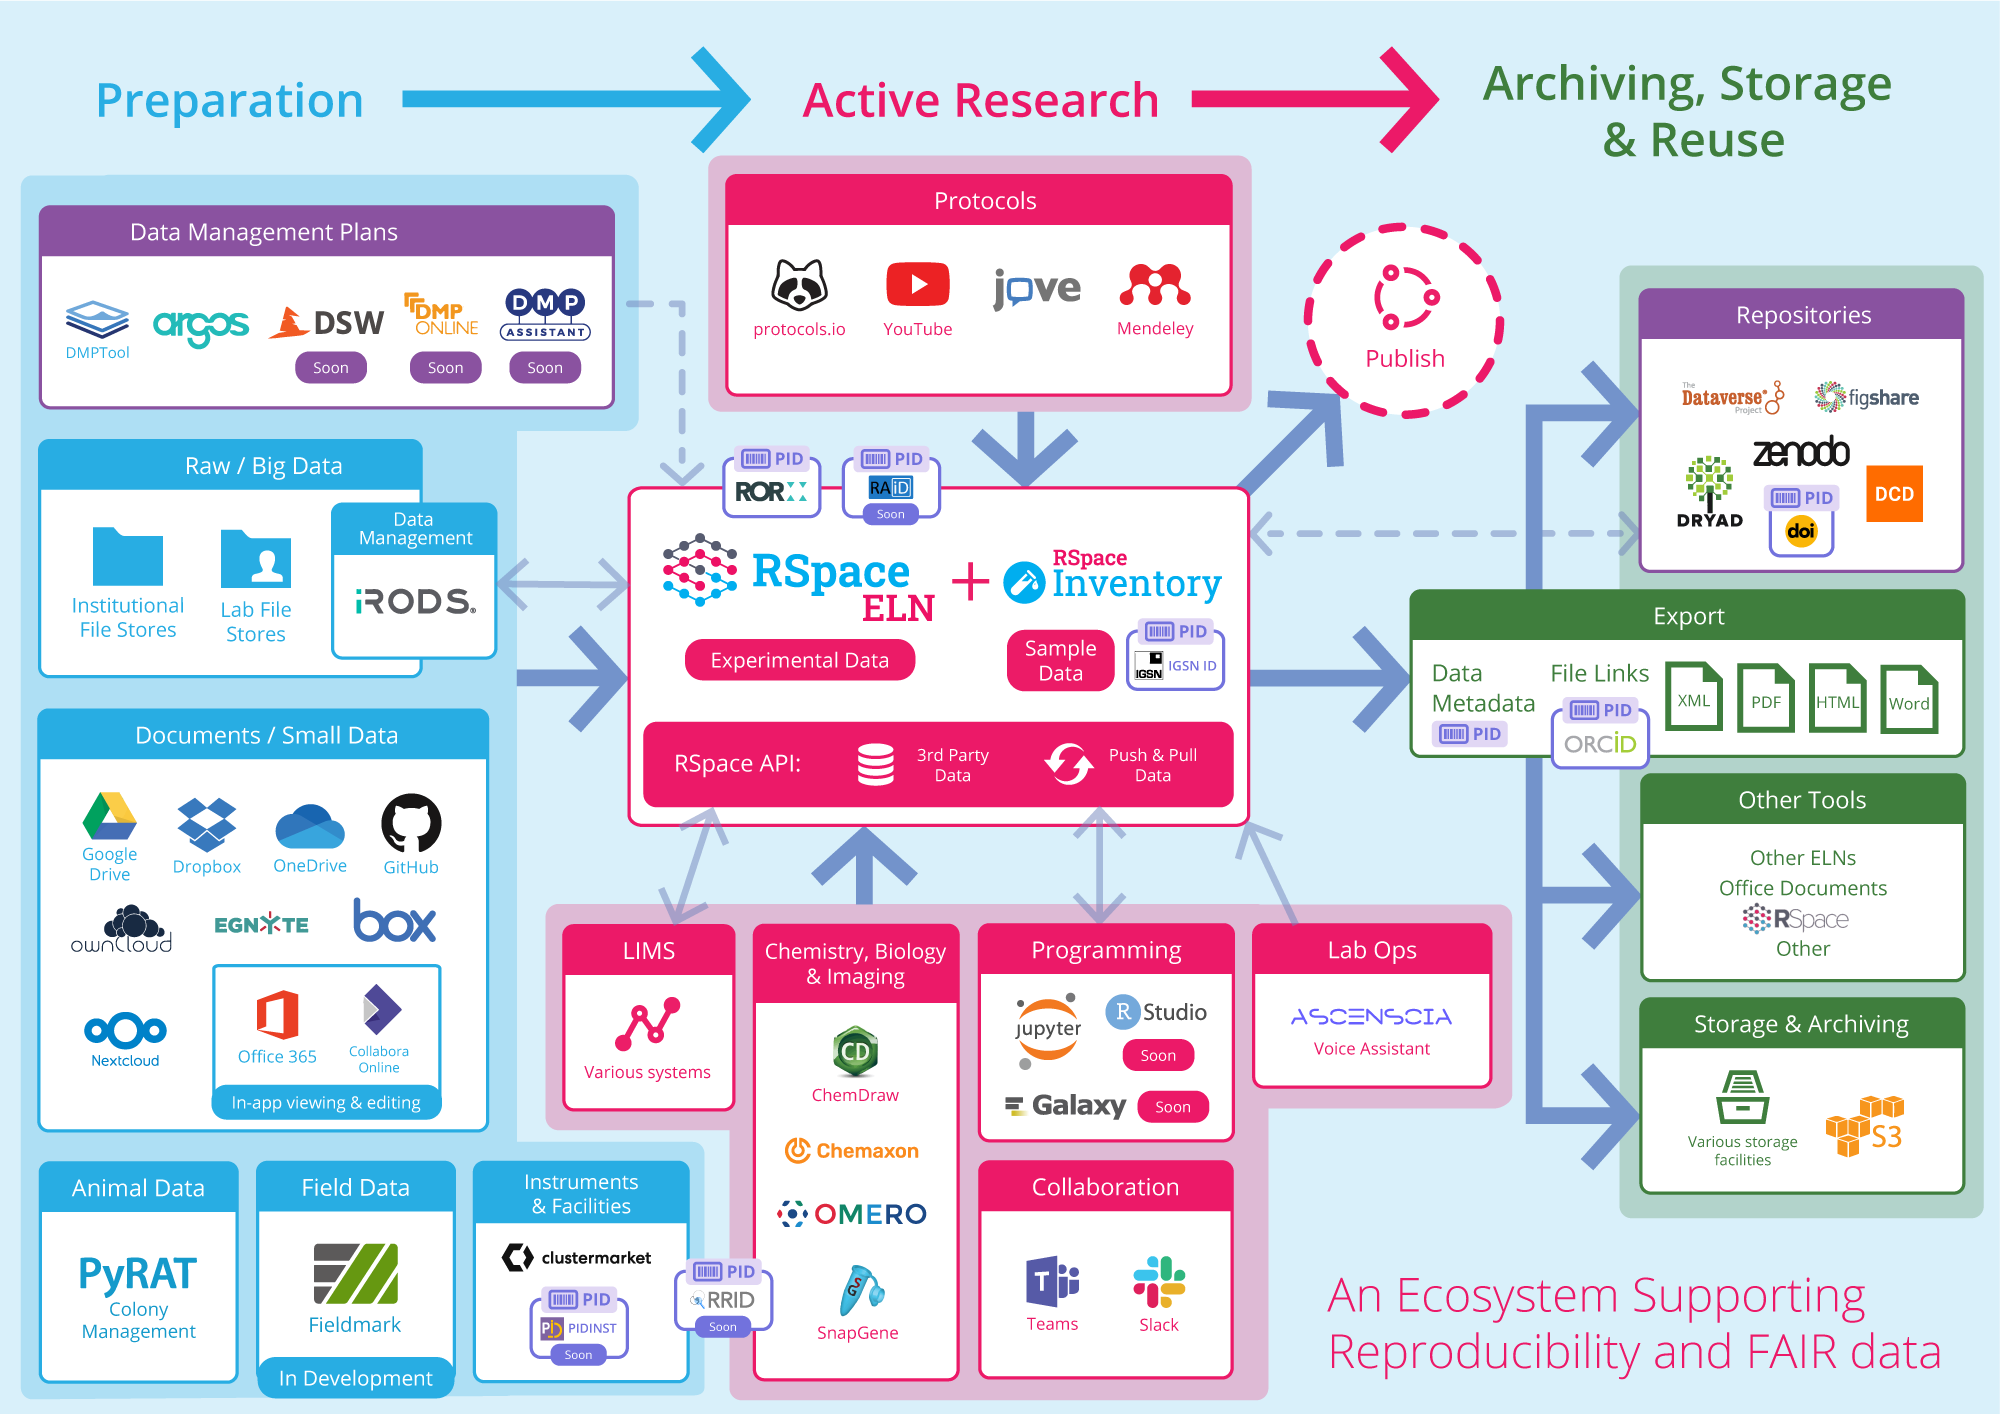 Preparation
Active Research
Archiving, Storage
& Reuse
Data Management Plans
DMPTool
argos
DSW
Soon
DMP
ONLINE
Soon
DMP
ASSISTANT
Soon
Protocols
protocols.io
YouTube
jove
Mendeley
Publish
Repositories
The
Dataverse
Project
figshare
zenodo
DRYAD
PID
doi
DCD
Raw / Big Data
Institutional
File Stores
Lab File
Stores
Data
Management
iRODS
PID
ROR
PID
RAiD
Soon
RSpace
ELN
RSpace
Inventory
Experimental Data
Sample
Data
PID
IGSN
IGSN ID
RSpace API:
3rd Party
Data
Push & Pull
Data
Export
Data
Metadata
PID
File Links
PID
ORCiD
XML
PDF
HTML
Word
Documents / Small Data
Google
Drive
Dropbox
OneDrive
GitHub
ownCloud
EGNYTE
box
Nextcloud
Office 365
Collabora
Online
In-app viewing & editing
Other Tools
Other ELNs
Office Documents
RSpace
Other
Storage & Archiving
Various storage
facilities
S3
LIMS
Various systems
Chemistry, Biology
& Imaging
CD
ChemDraw
Chemaxon
OMERO
SG
SnapGene
Programming
jupyter
R Studio
Soon
Galaxy
Soon
Lab Ops
ASCENSCIA
Voice Assistant
Collaboration
T
Teams
Slack
Animal Data
PyRAT
Colony
Management
Field Data
Fieldmark
In Development
Instruments
& Facilities
clustermarket
PID
PIDINST
Soon
PID
RRID
Soon
An Ecosystem Supporting
Reproducibility and FAIR data